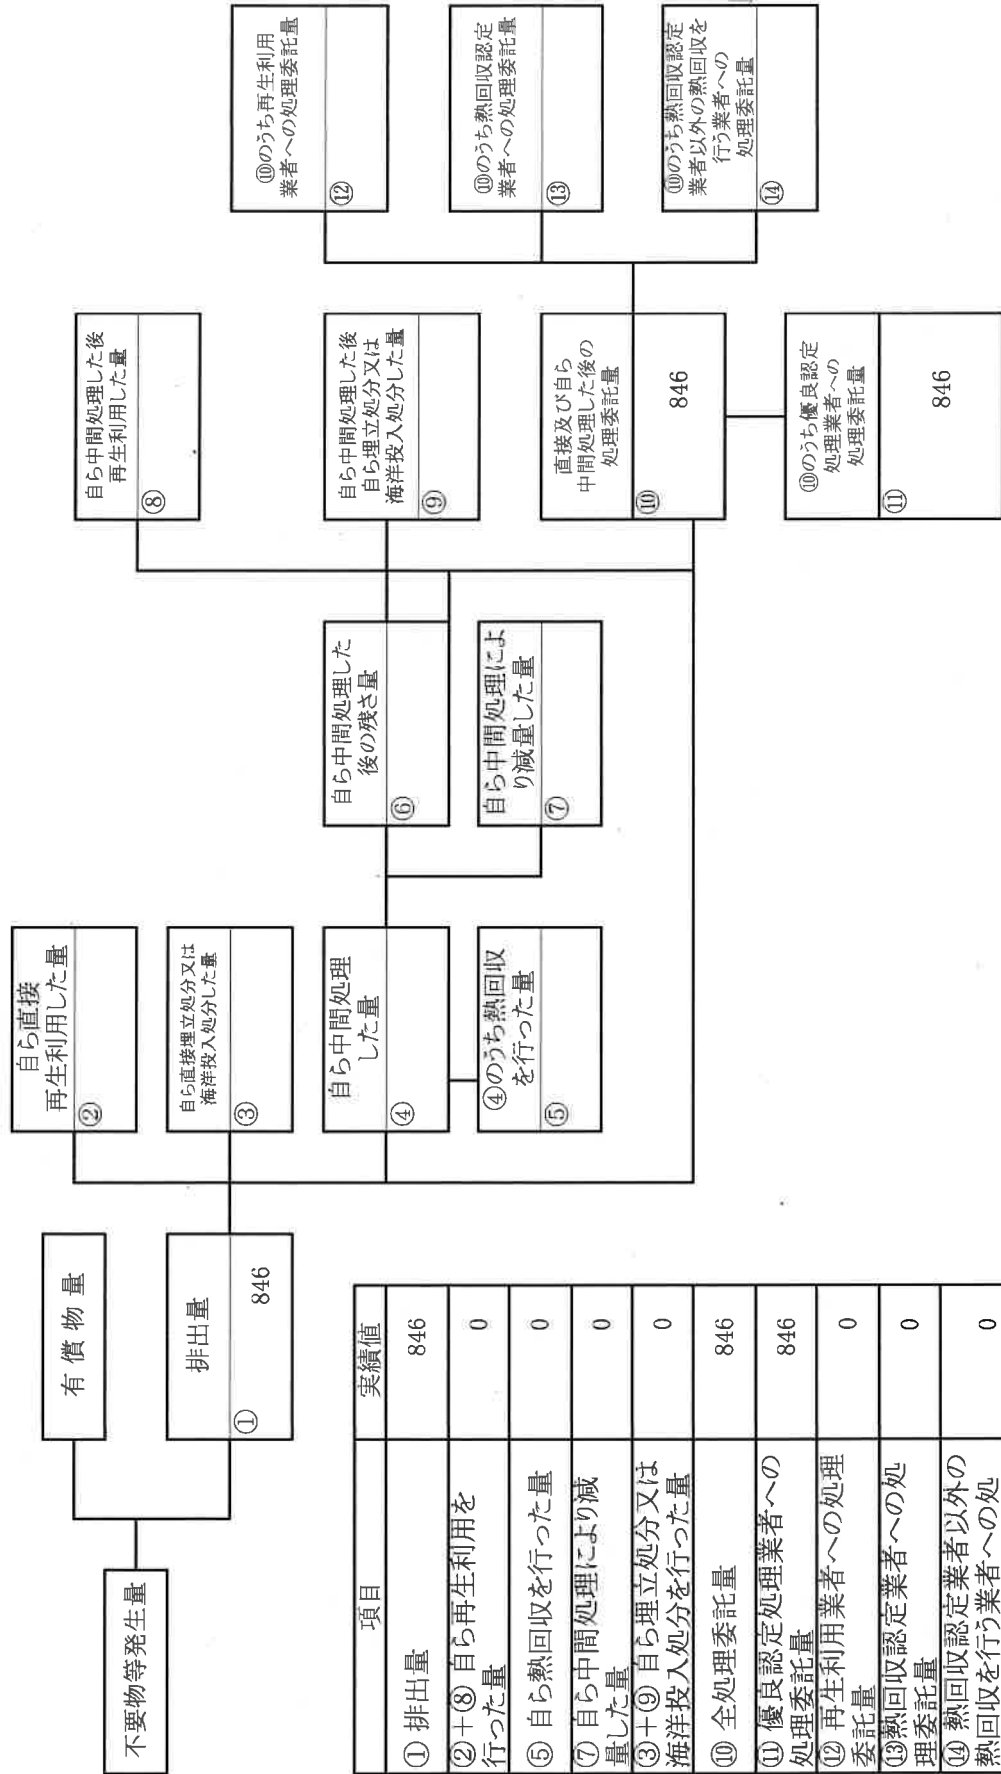 不要物等発生量
有償物量
排出量
①
846
自ら直接
再生利用した量
②
自ら直接埋立処分又は
海洋投入処分した量
③
自ら中間処理
した量
④
④のうち熱回収
を行った量
⑤
自ら中間処理した
後の残さ量
⑥
自ら中間処理によ
り減量した量
⑦
自ら中間処理した後
再生利用した量
⑧
自ら中間処理した後
自ら埋立処分又は
海洋投入処分した量
⑨
直接及び自ら
中間処理した後の
処理委託量
⑩
846
⑩のうち優良認定
処理業者への
処理委託量
⑪
846
⑩のうち再生利用
業者への処理委託量
⑫
⑩のうち熱回収認定
業者への処理委託量
⑬
⑩のうち熱回収認定
業者以外の熱回収を
行う業者への
処理委託量
⑭
項目 実績値
①排出量 846
②+⑧自ら再生利用を
行った量 0
⑤自ら熱回収を行った量 0
⑦自ら中間処理により減
量した量 0
③+⑨自ら埋立処分又は
海洋投入処分を行った量 0
⑩全処理委託量 846
⑪優良認定処理業者への
処理委託量 846
⑫再生利用業者への処理
委託量 0
⑬熱回収認定業者への処
理委託量 0
⑭熱回収認定業者以外の
熱回収を行う業者への処 0